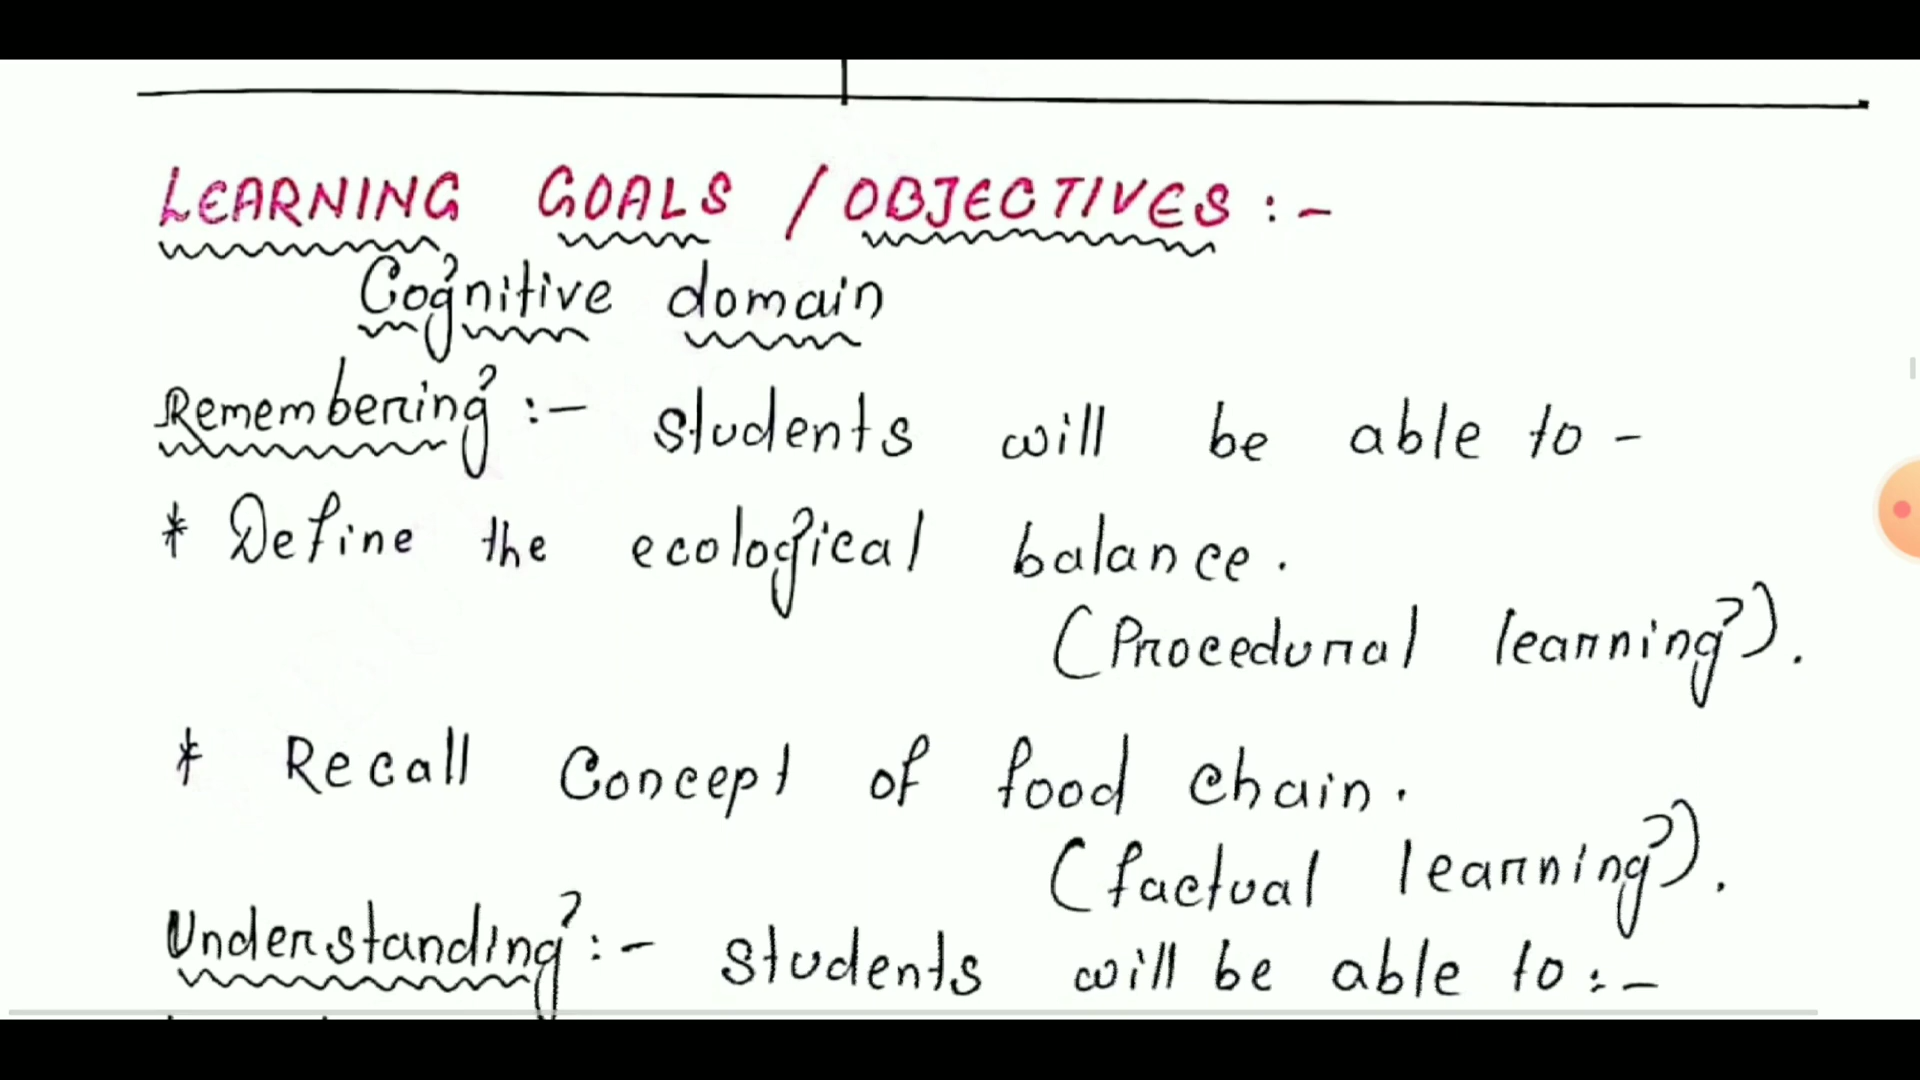 LEARNING GOALS / OBJECTIVES :-
Cognitive domain
Remembering :- students will be able to -
* Define the ecological balance.
(Procedural learning).
* Recall Concept of food chain.
(factual learning).
Understanding :- students will be able to :-